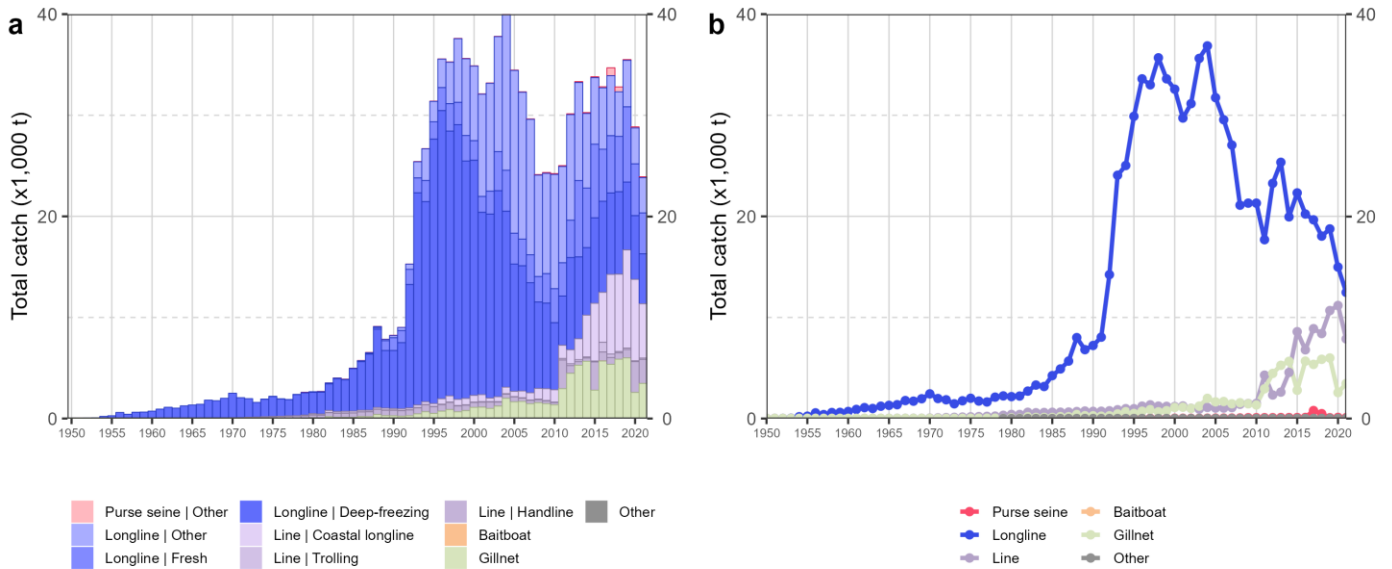 a
40
20
0
Total catch (x1,000 t)
40
20
0
1950 1955 1960 1965 1970 1975 1980 1985 1990 1995 2000 2005 2010 2015 2020
Purse seine | Other
Longline | Other
Longline | Fresh
Longline | Deep-freezing
Line | Coastal longline
Line | Trolling
Line | Handline
Baitboat
Gillnet
Other
b
40
20
0
Total catch (x1,000 t)
40
20
0
1950 1955 1960 1965 1970 1975 1980 1985 1990 1995 2000 2005 2010 2015 2020
Purse seine
Longline
Line
Baitboat
Gillnet
Other